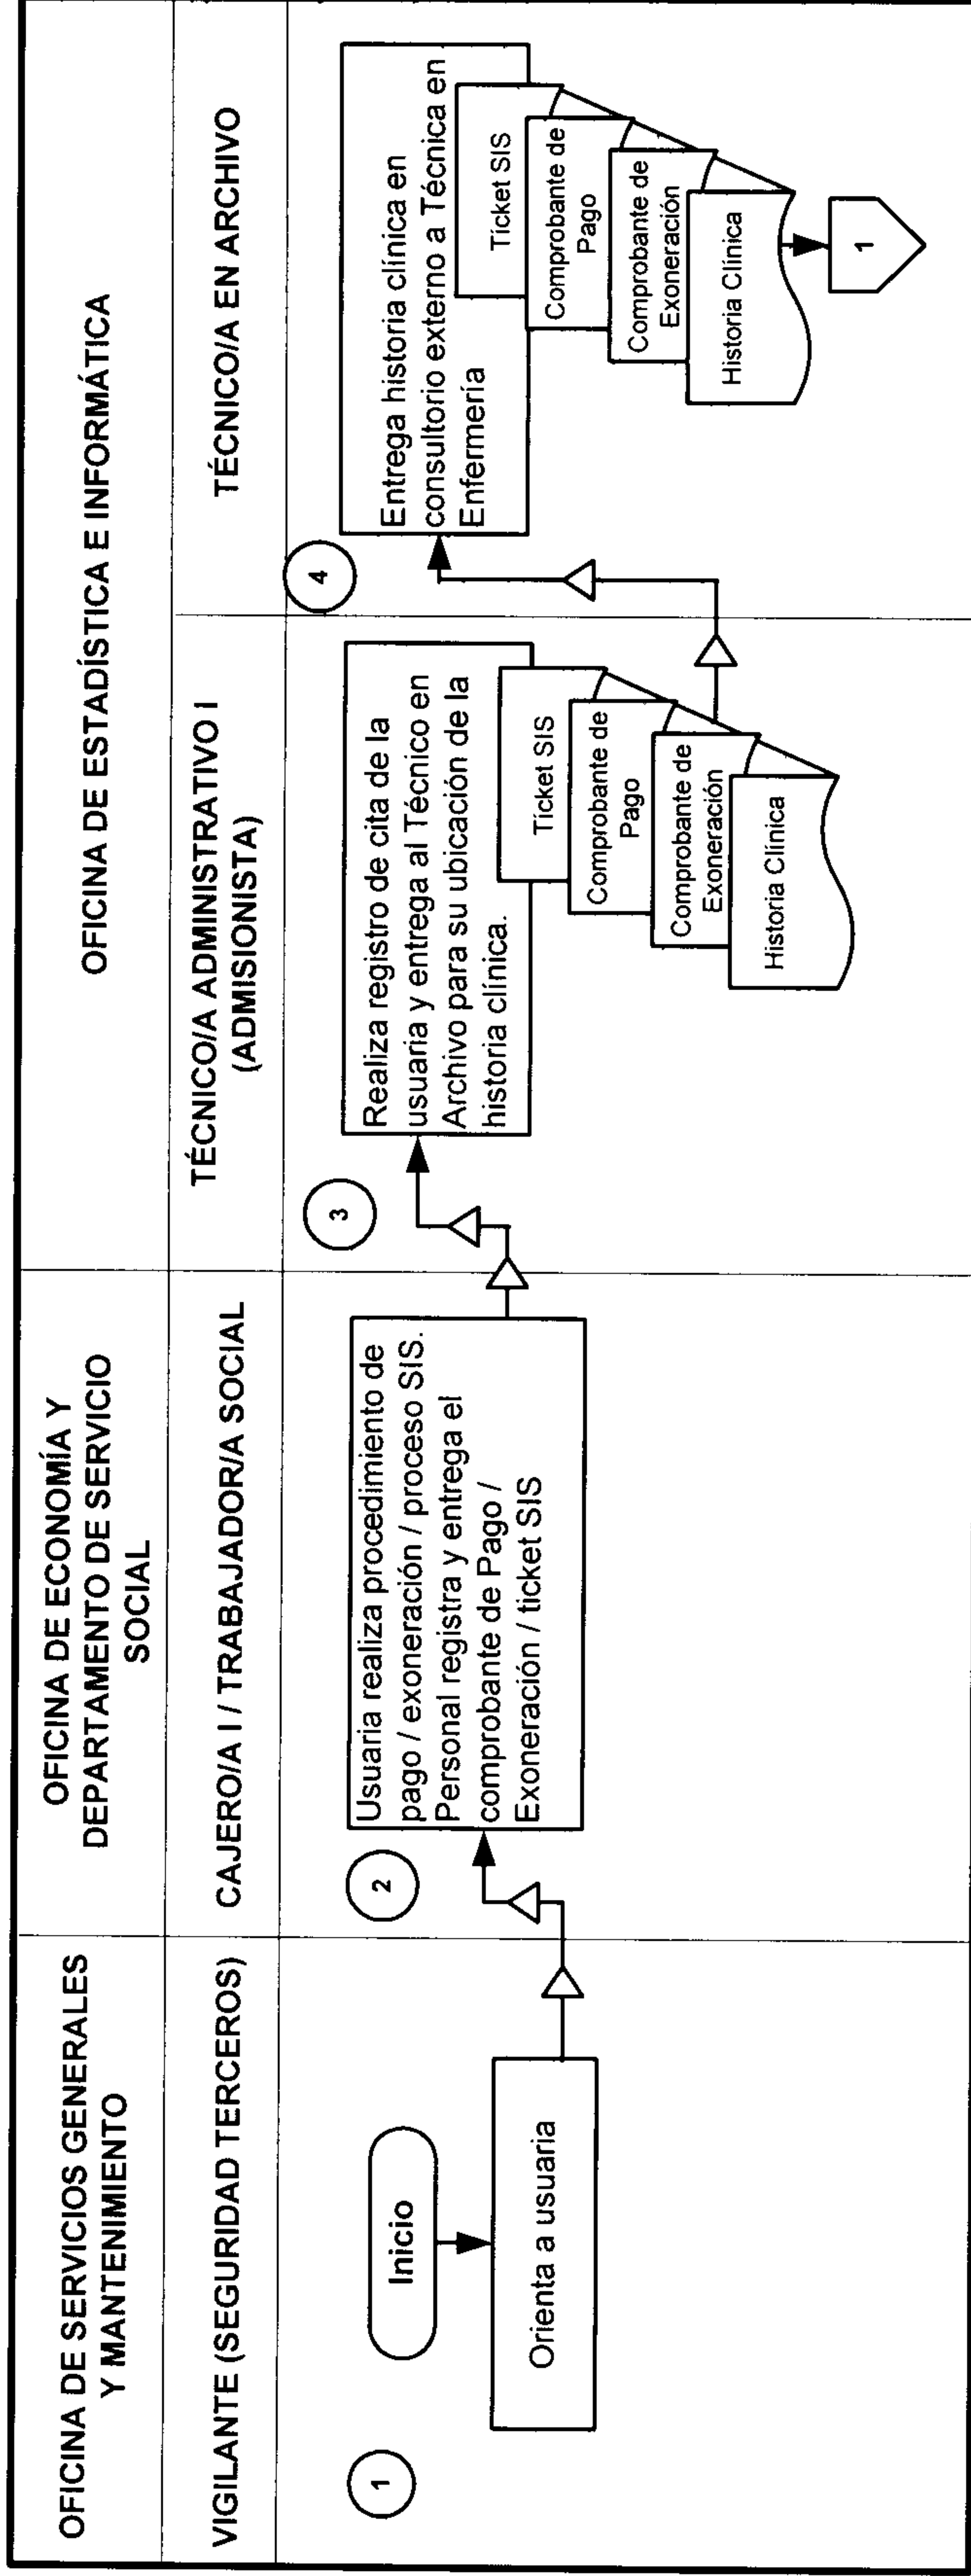 OFICINA DE SERVICIOS GENERALES
Y MANTENIMIENTO
OFICINA DE ECONOMÍA Y
DEPARTAMENTO DE SERVICIO
SOCIAL
OFICINA DE ESTADÍSTICA E INFORMÁTICA
VIGILANTE (SEGURIDAD TERCEROS)
CAJERO/A I / TRABAJADOR/A SOCIAL
TÉCNICO/A ADMINISTRATIVO I
(ADMISIONISTA)
TÉCNICO/A EN ARCHIVO
1
Inicio
Orienta a usuaria
2
Usuaria realiza procedimiento de
pago / exoneración / proceso SIS.
Personal registra y entrega el
comprobante de Pago /
Exoneración / ticket SIS
3
Realiza registro de cita de la
usuaria y entrega al Técnico en
Archivo para su ubicación de la
historia clínica.
Ticket SIS
Comprobante de
Pago
Comprobante de
Exoneración
Historia Clínica
4
Entrega historia clínica en
consultorio externo a Técnica en
Enfermería
Ticket SIS
Comprobante de
Pago
Comprobante de
Exoneración
Historia Clínica
1